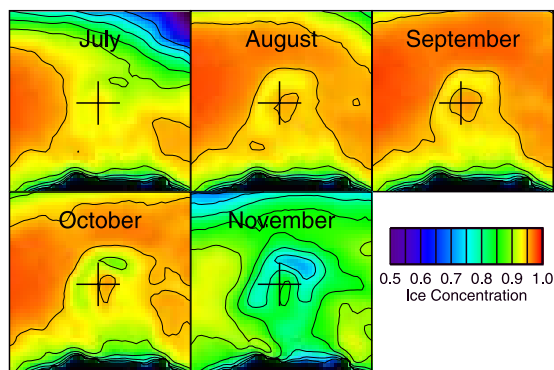 July
August
September
October
November
0.5 0.6 0.7 0.8 0.9 1.0
Ice Concentration